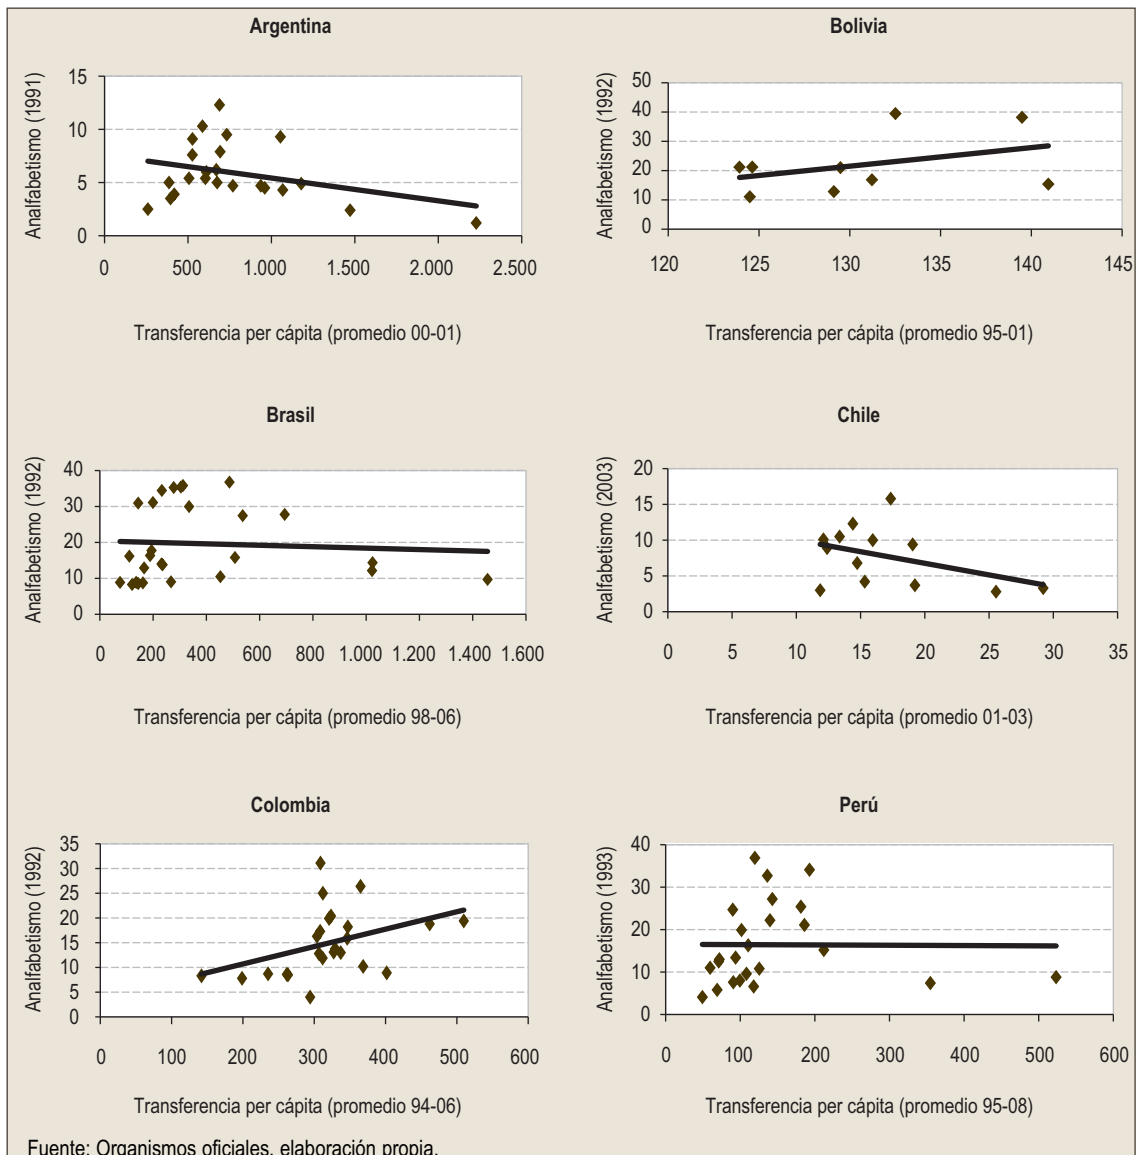 Argentina
Analfabetismo (1991)
15
10
5
0
0 500 1.000 1.500 2.000 2.500
Transferencia per cápita (promedio 00-01)
Bolivia
Analfabetismo (1992)
50
40
30
20
10
0
120 125 130 135 140 145
Transferencia per cápita (promedio 95-01)
Brasil
Analfabetismo (1992)
40
30
20
10
0
0 200 400 600 800 1.000 1.200 1.400 1.600
Transferencia per cápita (promedio 98-06)
Chile
Analfabetismo (2003)
20
15
10
5
0
0 5 10 15 20 25 30 35
Transferencia per cápita (promedio 01-03)
Colombia
Analfabetismo (1992)
35
30
25
20
15
10
5
0
0 100 200 300 400 500 600
Transferencia per cápita (promedio 94-06)
Perú
Analfabetismo (1993)
40
30
20
10
0
0 100 200 300 400 500 600
Transferencia per cápita (promedio 95-08)
Fuente: Organismos oficiales, elaboración propia.